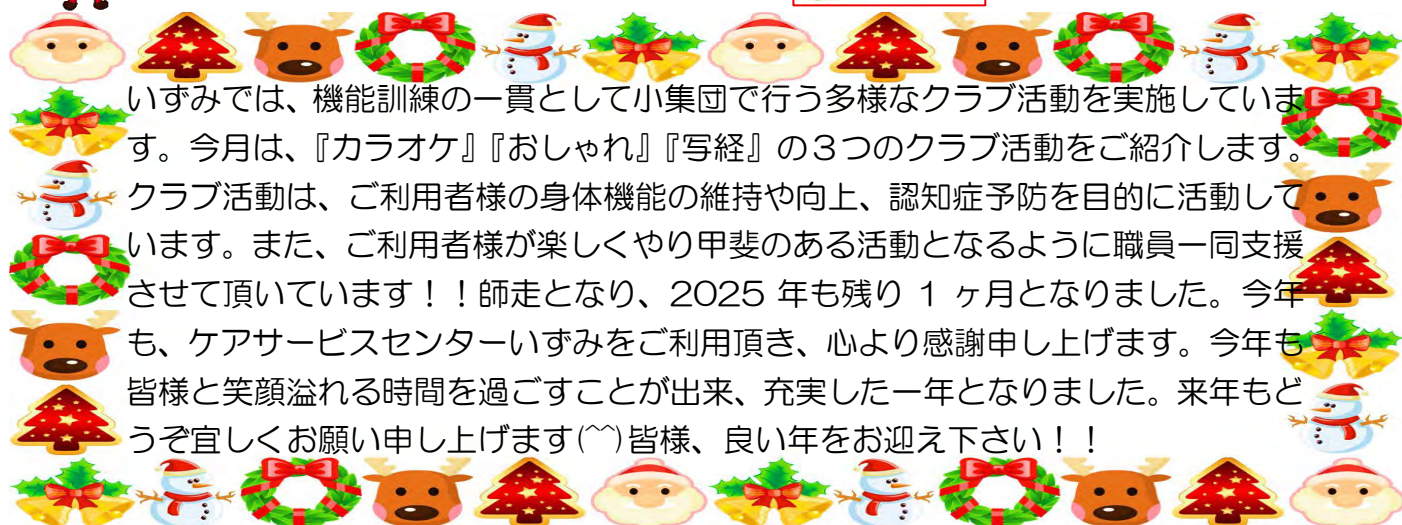 いずみでは、機能訓練の一貫として小集団で行う多様なクラブ活動を実施していま
す。今月は、『カラオケ』『おしゃれ』『写経』の３つのクラブ活動をご紹介します。
クラブ活動は、ご利用者様の身体機能の維持や向上、認知症予防を目的に活動して
います。また、ご利用者様が楽しくやり甲斐のある活動となるように職員一同支援
させて頂いています！！師走となり、2025 年も残り 1 ヶ月となりました。今年
も、ケアサービスセンターいずみをご利用頂き、心より感謝申し上げます。今年も
皆様と笑顔溢れる時間を過ごすことが出来、充実した一年となりました。来年もど
うぞ宜しくお願い申し上げます(^^)皆様、良い年をお迎え下さい！！